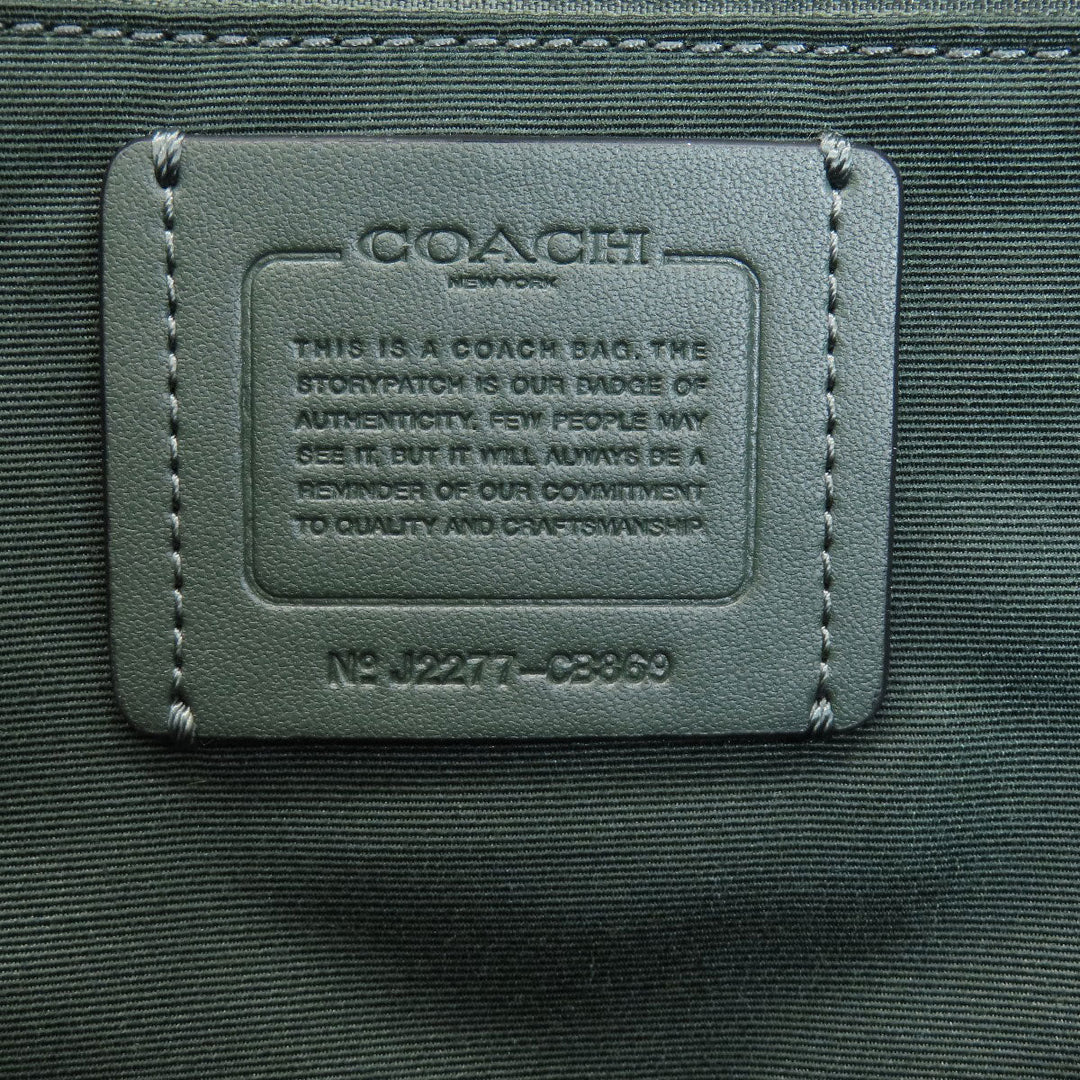 COACH
NEW YORK
THIS IS A COACH BAG. THE
STORYPATCH IS OUR BADGE OF
AUTHENTICITY. FEW PEOPLE MAY
SEE IT, BUT IT WILL ALWAYS BE A
REMINDER OF OUR COMMITMENT
TO QUALITY AND CRAFTSMANSHIP.
Nº J2277-CB869